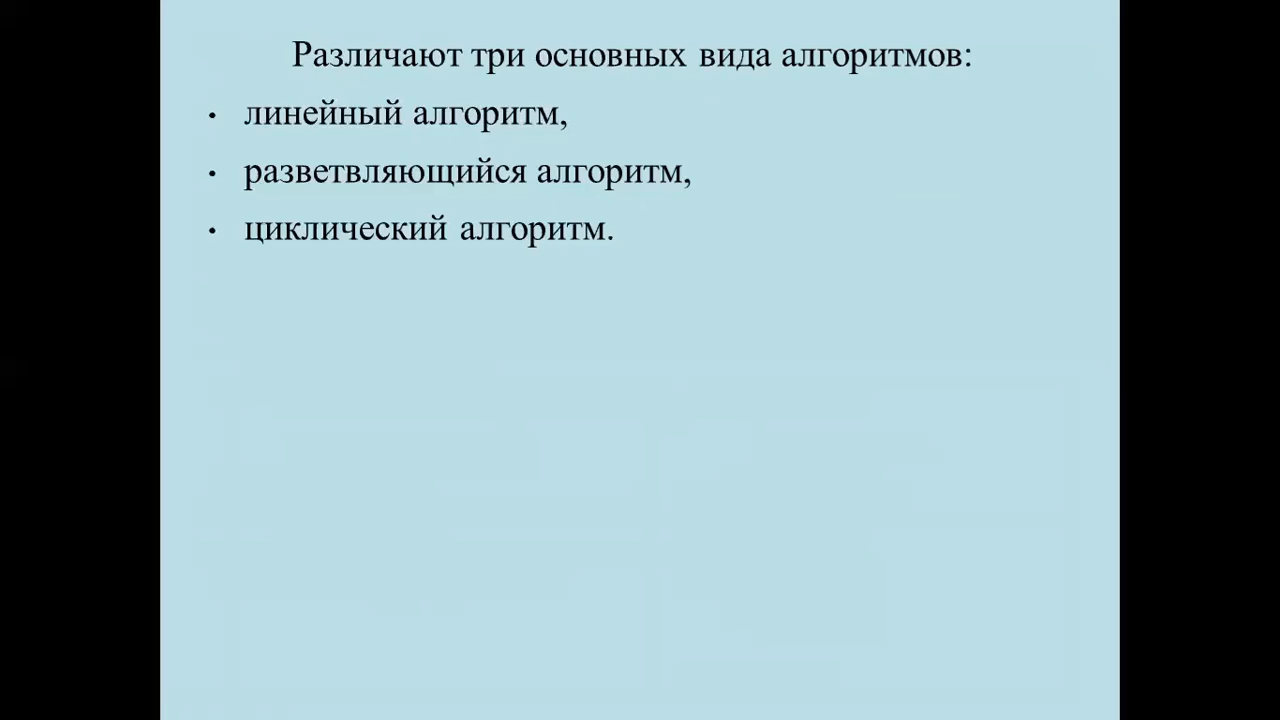 Различают три основных вида алгоритмов:
• линейный алгоритм,
• разветвляющийся алгоритм,
• циклический алгоритм.